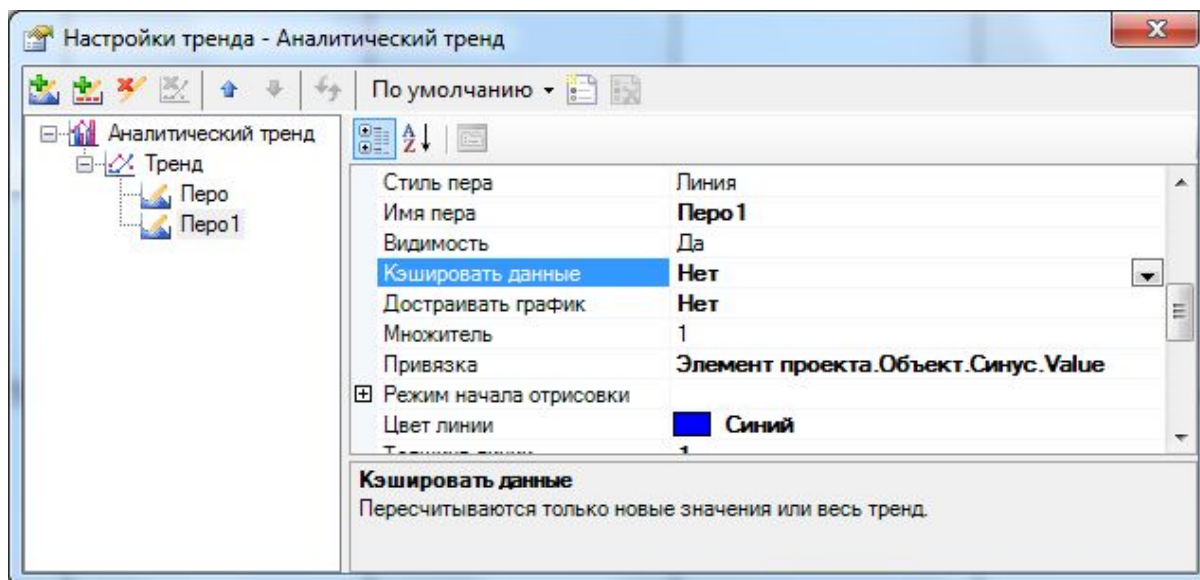 Настройки тренда - Аналитический тренд
По умолчанию
Аналитический тренд
Тренд
Перо
Перо1
Стиль пера Линия
Имя пера Перо1
Видимость Да
Кэшировать данные Нет
Достраивать график Нет
Множитель 1
Привязка Элемент проекта.Объект.Синус.Value
Режим начала отрисовки
Цвет линии Синий
Кэшировать данные
Пересчитываются только новые значения или весь тренд.